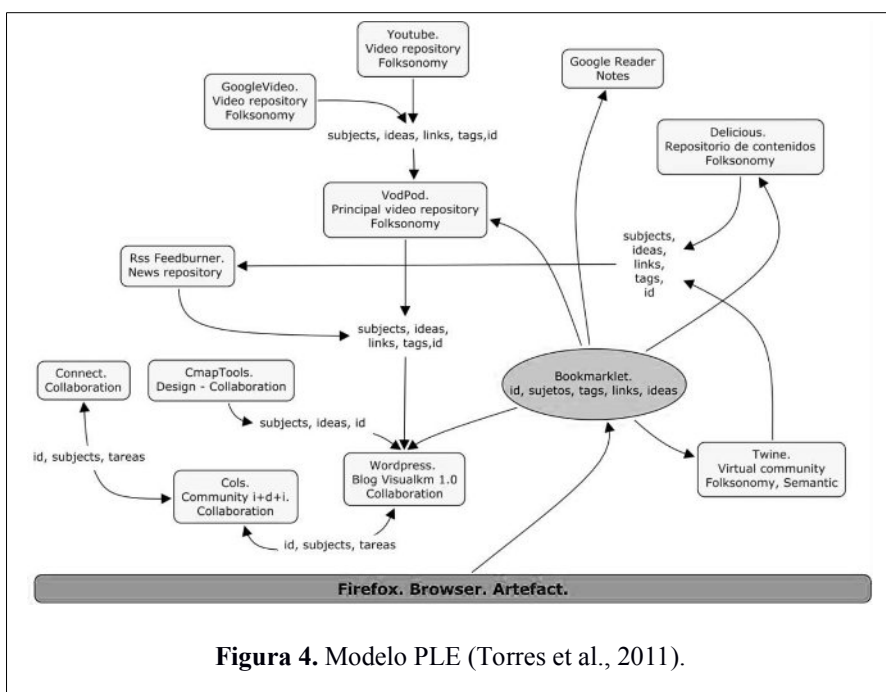 Youtube.
Video repository
Folksonomy
Google Reader
Notes
GoogleVideo.
Video repository
Folksonomy
subjects, ideas, links, tags,id
Delicious.
Repositorio de contenidos
Folksonomy
VodPod.
Principal video repository
Folksonomy
subjects,
ideas,
links,
tags,
id
Rss Feedburner.
News repository
subjects, ideas,
links, tags,id
Connect.
Collaboration
CmapTools.
Design - Collaboration
Bookmarklet.
id, sujetos, tags, links, ideas
subjects, ideas, id
id, subjects, tareas
Wordpress.
Blog Visualkm 1.0
Collaboration
Twine.
Virtual community
Folksonomy, Semantic
Cols.
Community i+d+i.
Collaboration
id, subjects, tareas
Firefox. Browser. Artefact.
Figura 4. Modelo PLE (Torres et al., 2011).